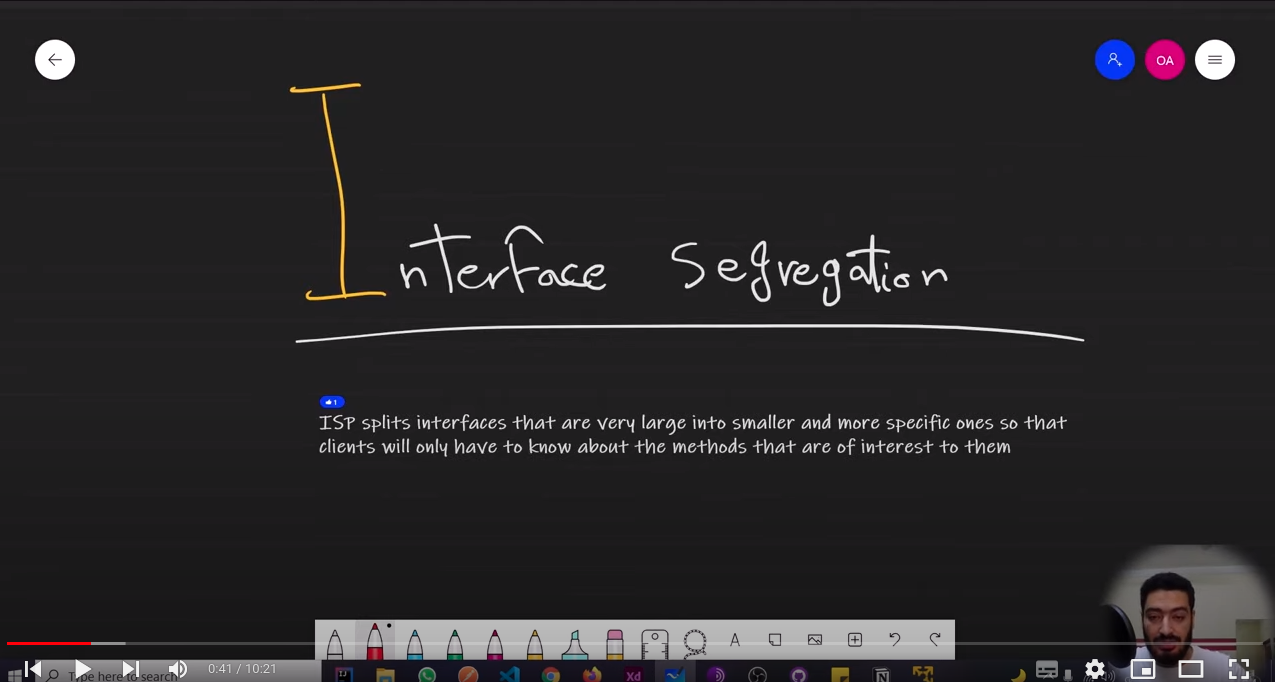 OA
Interface Segregation
1
ISP splits interfaces that are very large into smaller and more specific ones so that
clients will only have to know about the methods that are of interest to them
A
0:41 / 10:21
Type here to search
Xd